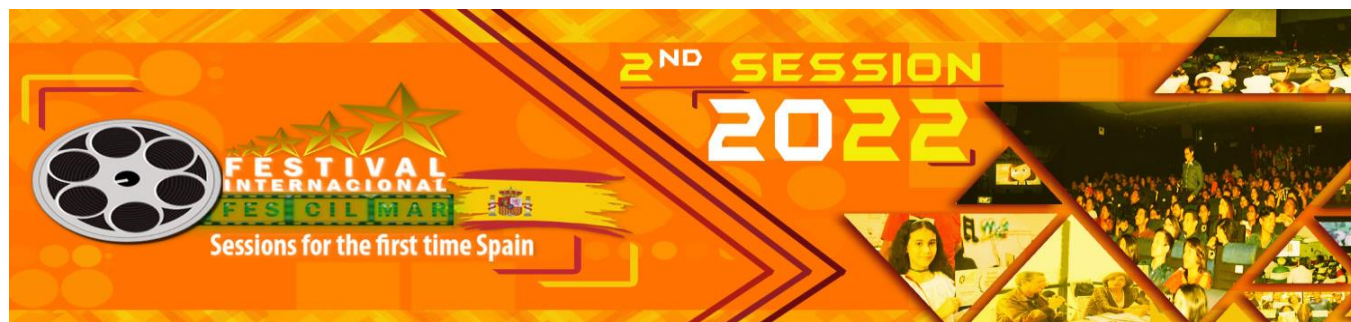 FESTIVAL
INTERNACIONAL
FES CIL MAR
Sessions for the first time Spain
2ND SESSION
2022